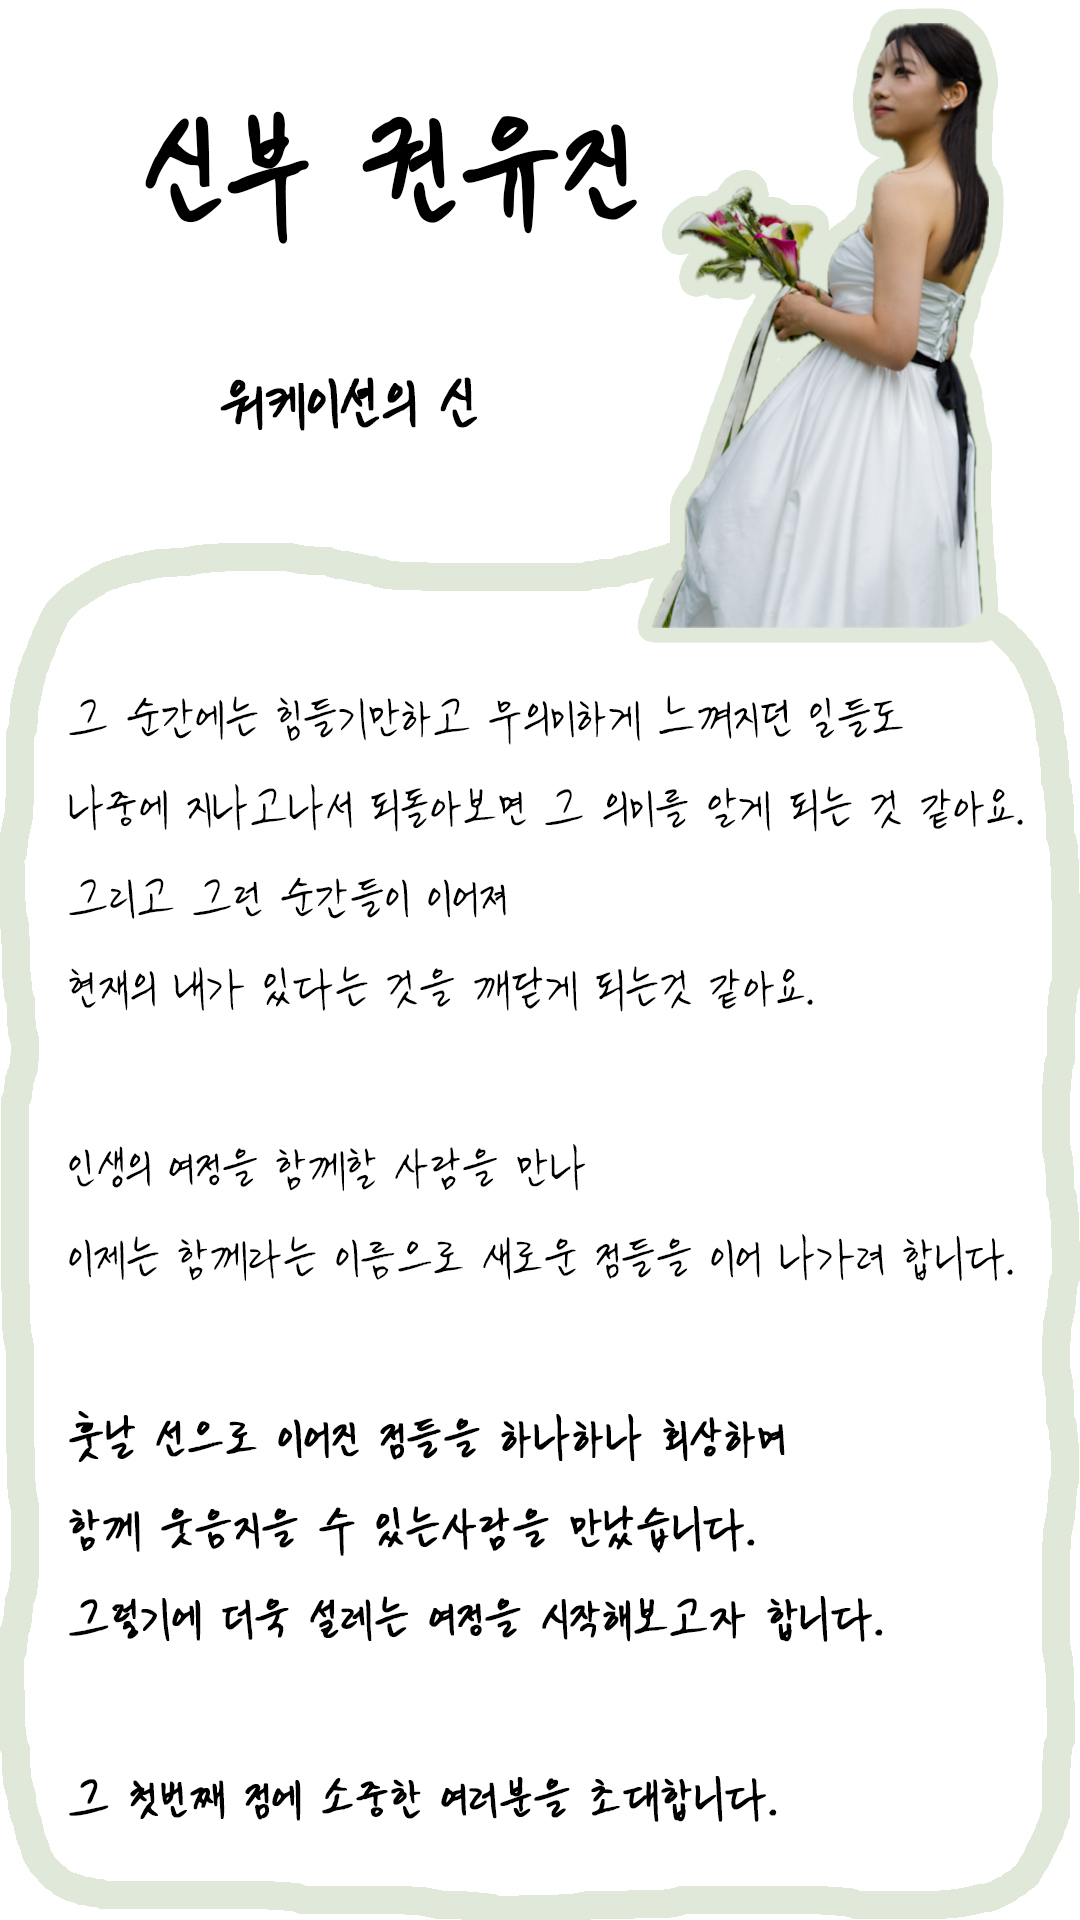 신부 권유진
워케이션의 신
그 순간에는 힘들기만하고 무의미하게 느껴지던 일들도
나중에 지나고나서 되돌아보면 그 의미를 알게 되는 것 같아요.
그리고 그런 순간들이 이어져
현재의 내가 있다는 것을 깨닫게 되는것 같아요.
인생의 여정을 함께할 사람을 만나
이제는 함께라는 이름으로 새로운 점들을 이어 나가려 합니다.
훗날 선으로 이어진 점들을 하나하나 회상하며
함께 웃음지을 수 있는사람을 만났습니다.
그렇기에 더욱 설레는 여정을 시작해보고자 합니다.
그 첫번째 점에 소중한 여러분을 초대합니다.